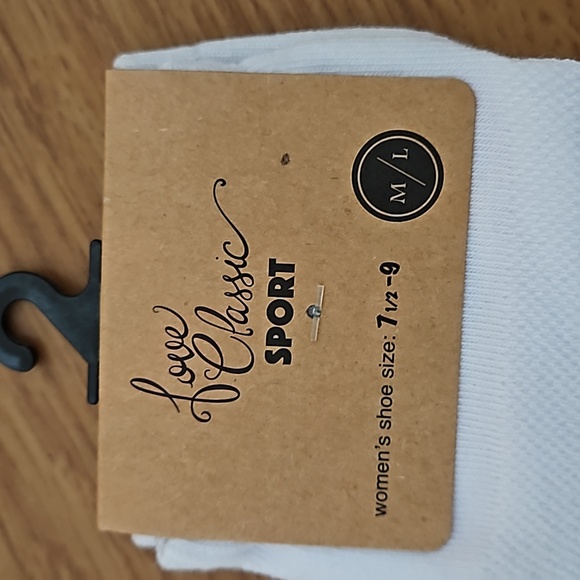 Love
Classic
SPORT
women's shoe size: 7 1/2 - 9
M/L